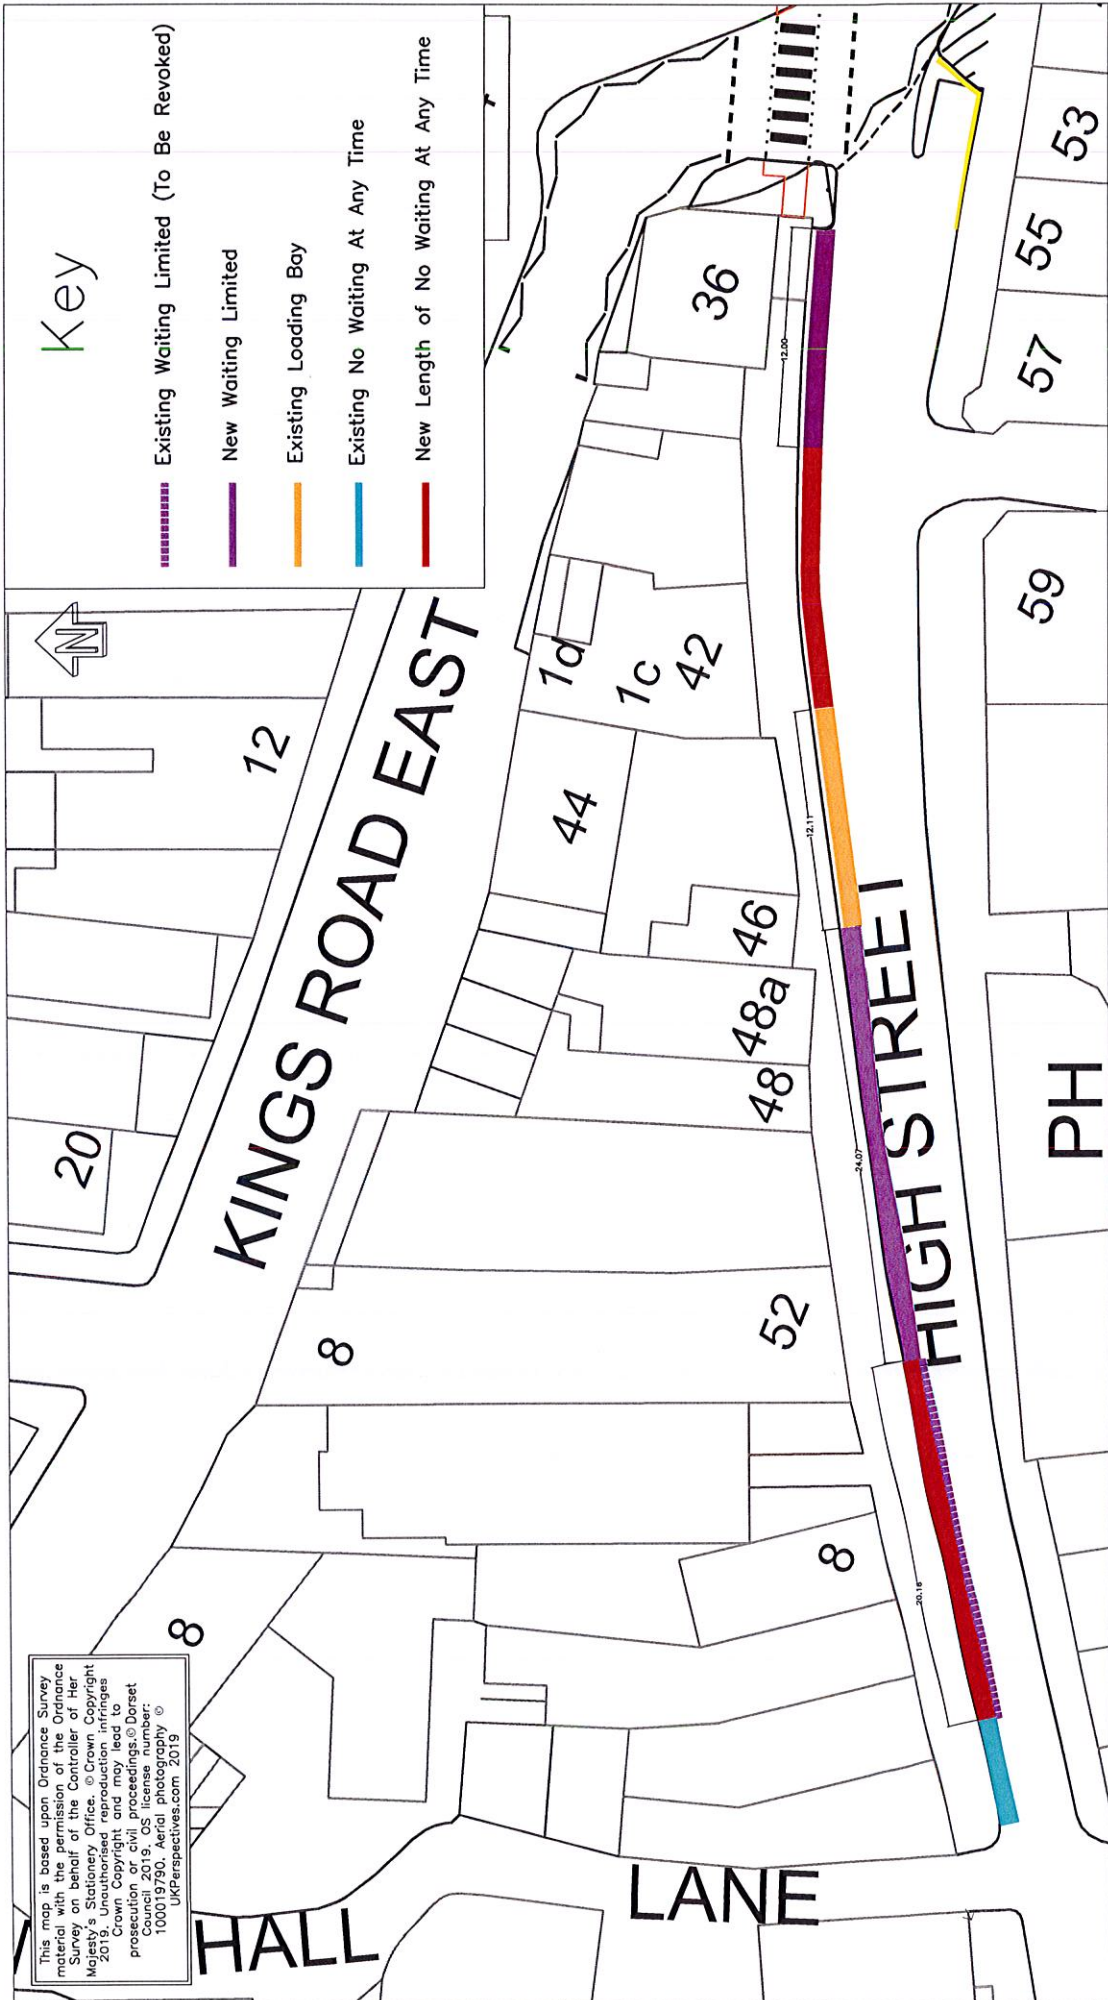 Key
Existing Waiting Limited (To Be Revoked)
New Waiting Limited
Existing Loading Bay
Existing No Waiting At Any Time
New Length of No Waiting At Any Time
N
12
20
KINGS ROAD EAST
8
8
1d
1c
42
44
46
48a
48
52
8
36
12.00
12.11
24.07
20.16
HIGH STREET
53
55
57
59
PH
HALL
LANE
This map is based upon Ordnance Survey
material with the permission of the Ordnance
Survey on behalf of the Controller of Her
Majesty's Stationery Office. © Crown Copyright
2019. Unauthorised reproduction infringes
Crown Copyright and may lead to
prosecution or civil proceedings.© Dorset
Council 2019. OS license number:
100019790. Aerial photography ©
UKPerspectives.com 2019